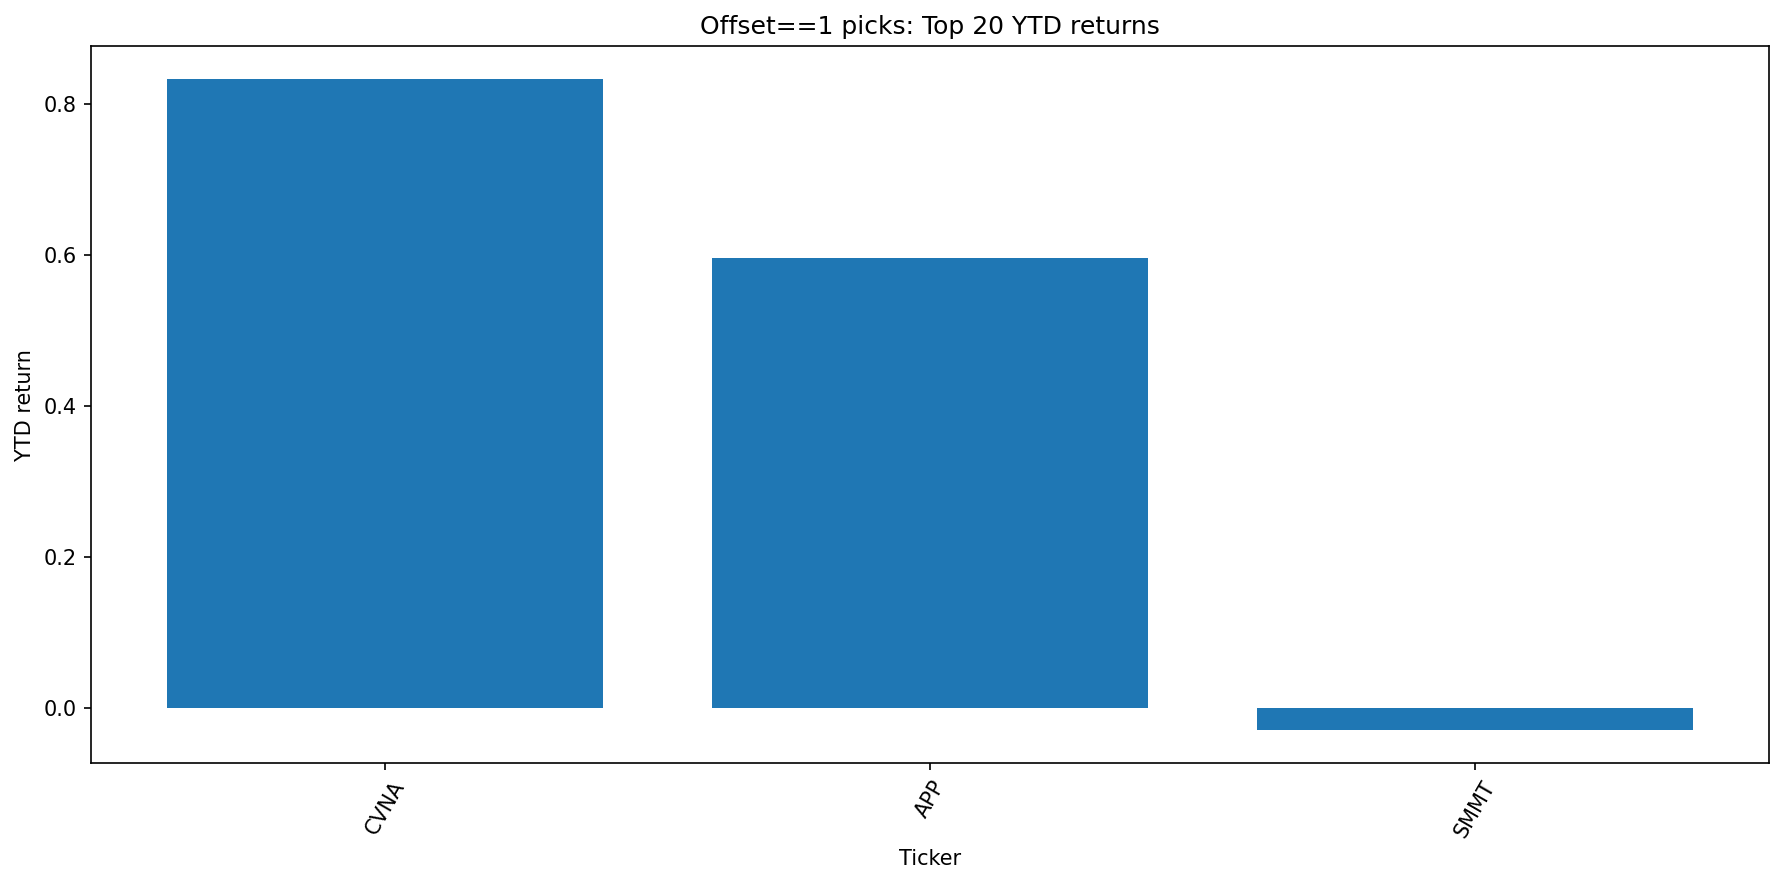 Offset==1 picks: Top 20 YTD returns
YTD return
0.8
0.6
0.4
0.2
0.0
CVNA
APP
SMMT
Ticker